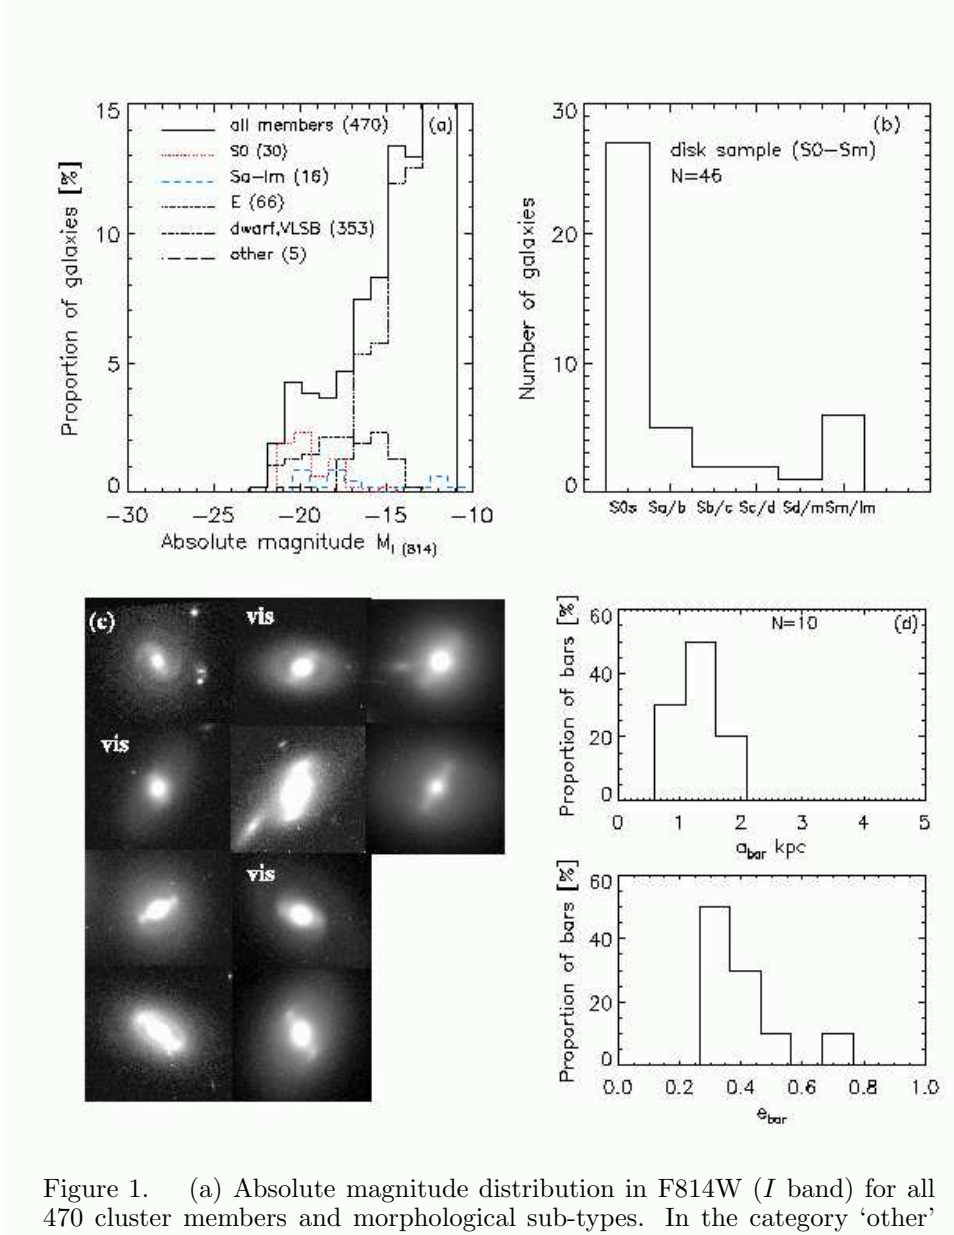 15
10
5
0
Proportion of galaxies [%]
all members (470)
(a)
S0 (30)
Sa-Im (16)
E (66)
dwarf,VLSB (353)
other (5)
-30 -25 -20 -15 -10
Absolute magnitude M I (814)
30
20
10
0
Number of galaxies
(b)
disk sample (S0-Sm)
N=46
S0s Sa/b Sb/c Sc/d Sd/m Sm/Im
(c)
vis
vis
vis
60
40
20
0
Proportion of bars [%]
N=10 (d)
0 1 2 3 4 5
a bar kpc
60
40
20
0
Proportion of bars [%]
0.0 0.2 0.4 0.6 0.8 1.0
e bar
Figure 1. (a) Absolute magnitude distribution in F814W (I band) for all
470 cluster members and morphological sub-types. In the category ‘other’